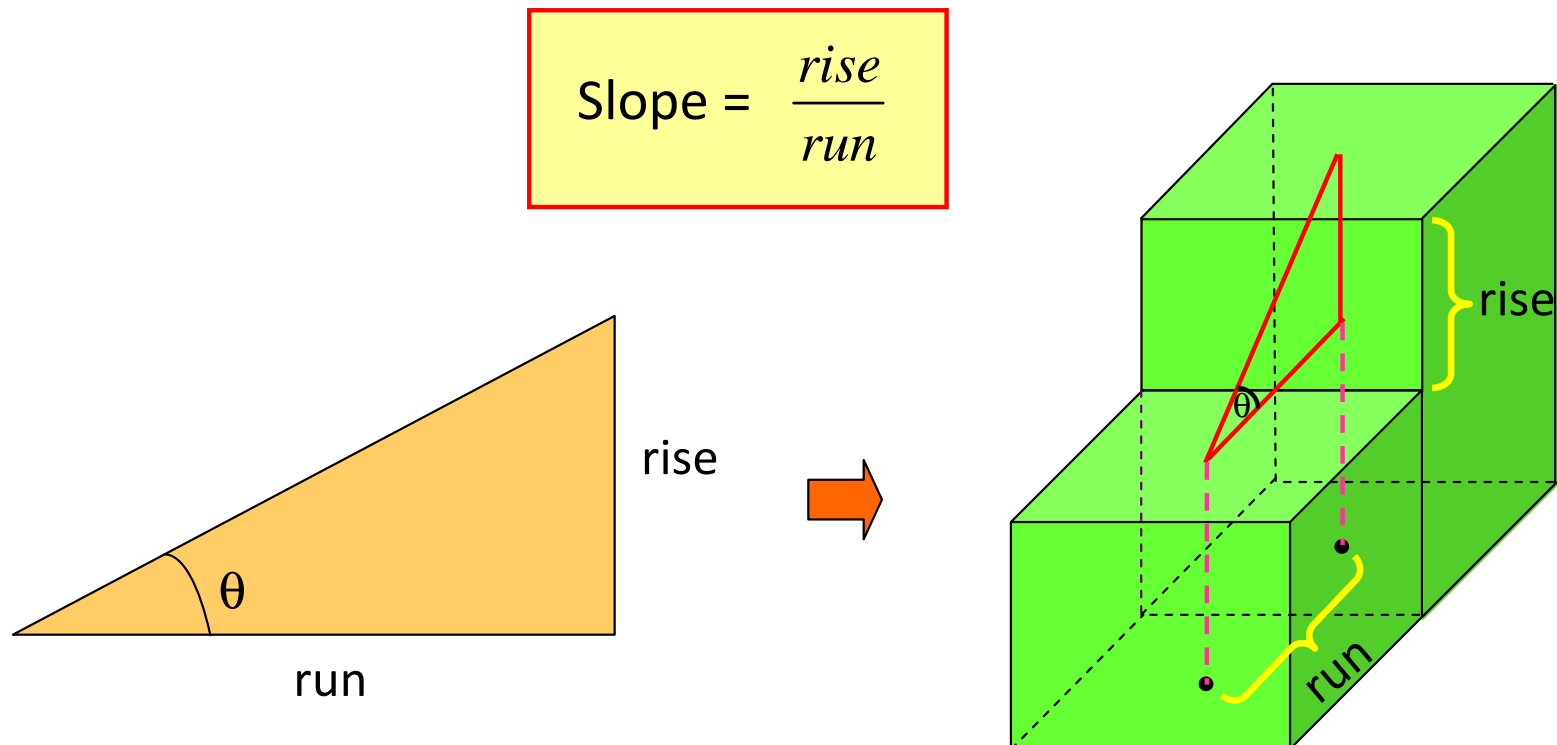 Slope = rise
run
rise
θ
run
rise
θ
run